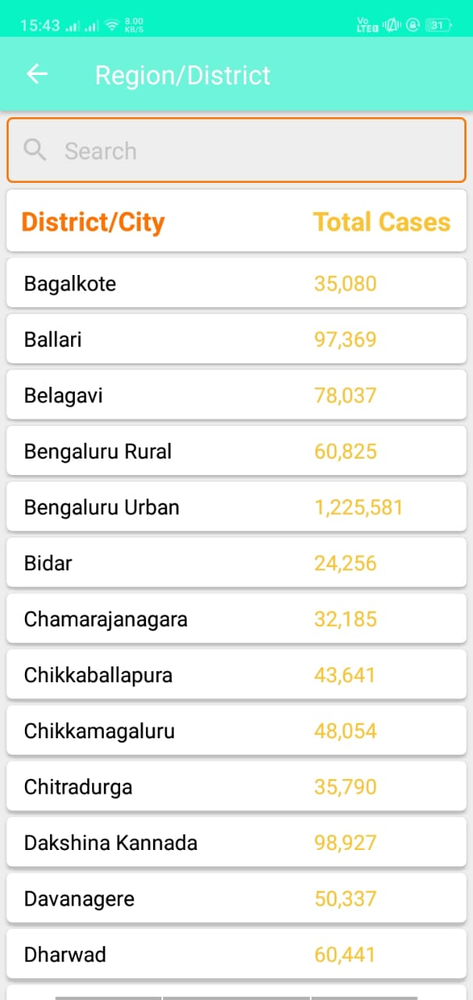 15:43 8.00 KB/S Vo LTE 31
Region/District
Search
District/City Total Cases
Bagalkote 35,080
Ballari 97,369
Belagavi 78,037
Bengaluru Rural 60,825
Bengaluru Urban 1,225,581
Bidar 24,256
Chamarajanagara 32,185
Chikkaballapura 43,641
Chikkamagaluru 48,054
Chitradurga 35,790
Dakshina Kannada 98,927
Davanagere 50,337
Dharwad 60,441